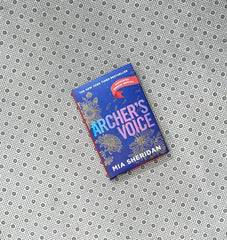 THE NEW YORK TIMES BESTSELLER
ARCHER'S
VOICE
MIA SHERIDAN